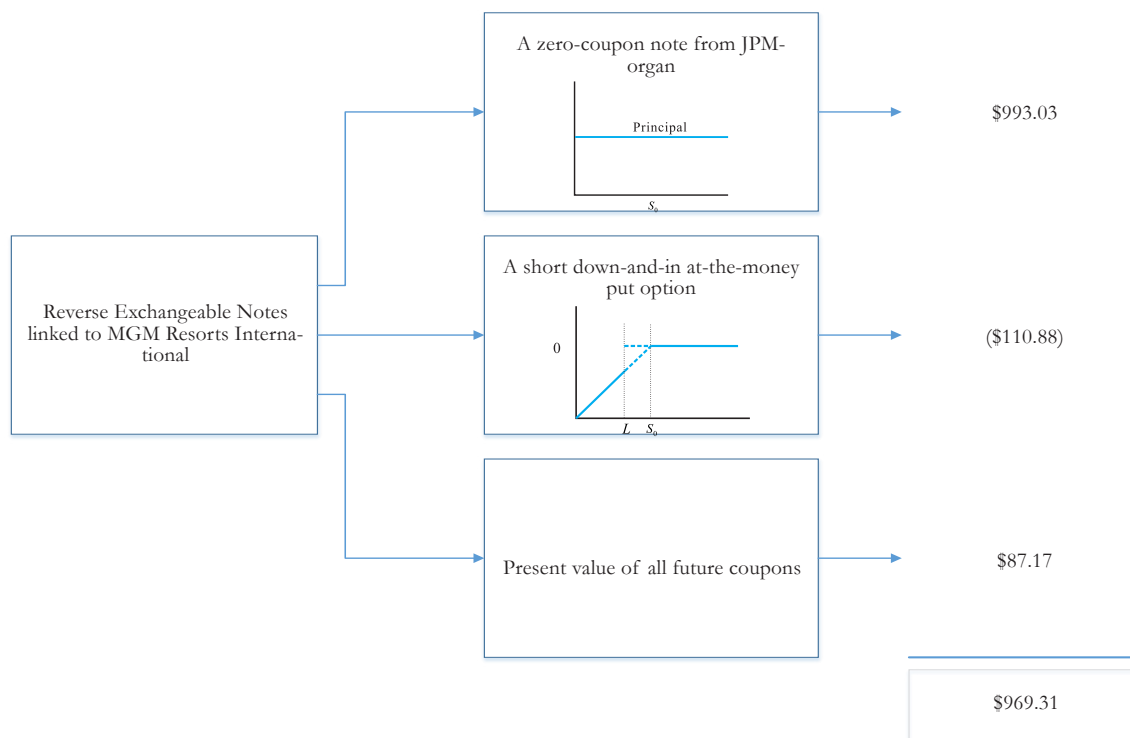 A zero-coupon note from JPM-
organ
Principal
S₀
$993.03
Reverse Exchangeable Notes
linked to MGM Resorts Interna-
tional
A short down-and-in at-the-money
put option
0
L S₀
($110.88)
Present value of all future coupons
$87.17
$969.31